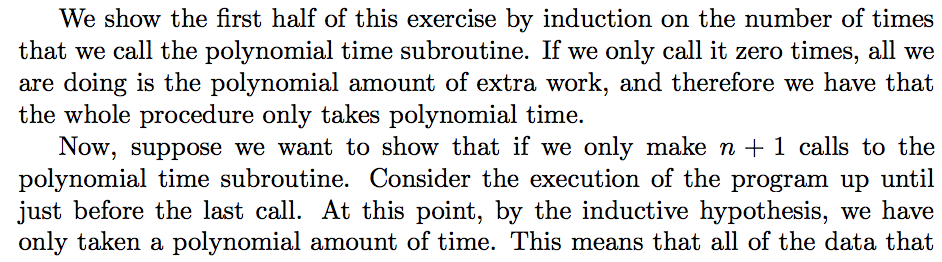 We show the first half of this exercise by induction on the number of times
that we call the polynomial time subroutine. If we only call it zero times, all we
are doing is the polynomial amount of extra work, and therefore we have that
the whole procedure only takes polynomial time.
Now, suppose we want to show that if we only make n + 1 calls to the
polynomial time subroutine. Consider the execution of the program up until
just before the last call. At this point, by the inductive hypothesis, we have
only taken a polynomial amount of time. This means that all of the data that